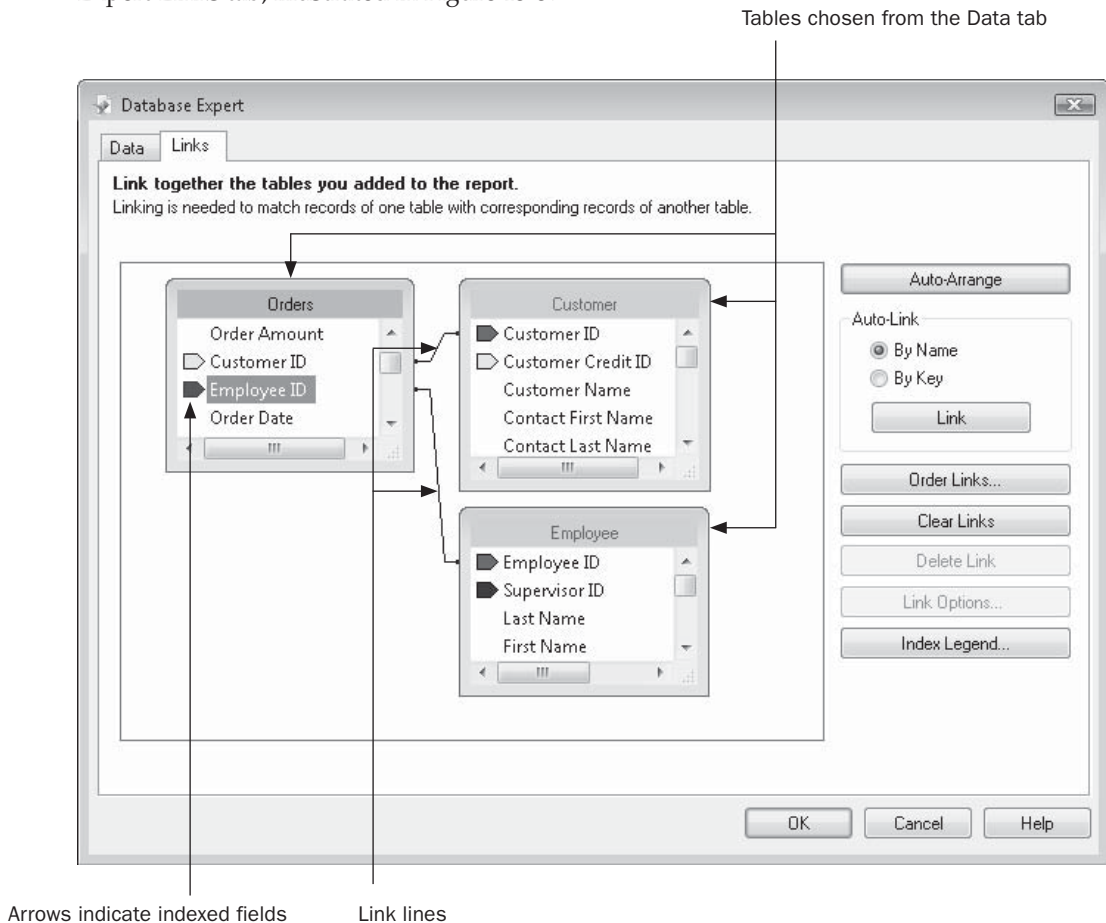 Tables chosen from the Data tab
Database Expert
Data
Links
Link together the tables you added to the report.
Linking is needed to match records of one table with corresponding records of another table.
Orders
Order Amount
Customer ID
Employee ID
Order Date
Customer
Customer ID
Customer Credit ID
Customer Name
Contact First Name
Contact Last Name
Employee
Employee ID
Supervisor ID
Last Name
First Name
Auto-Arrange
Auto-Link
By Name
By Key
Link
Order Links...
Clear Links
Delete Link
Link Options...
Index Legend...
OK
Cancel
Help
Arrows indicate indexed fields
Link lines